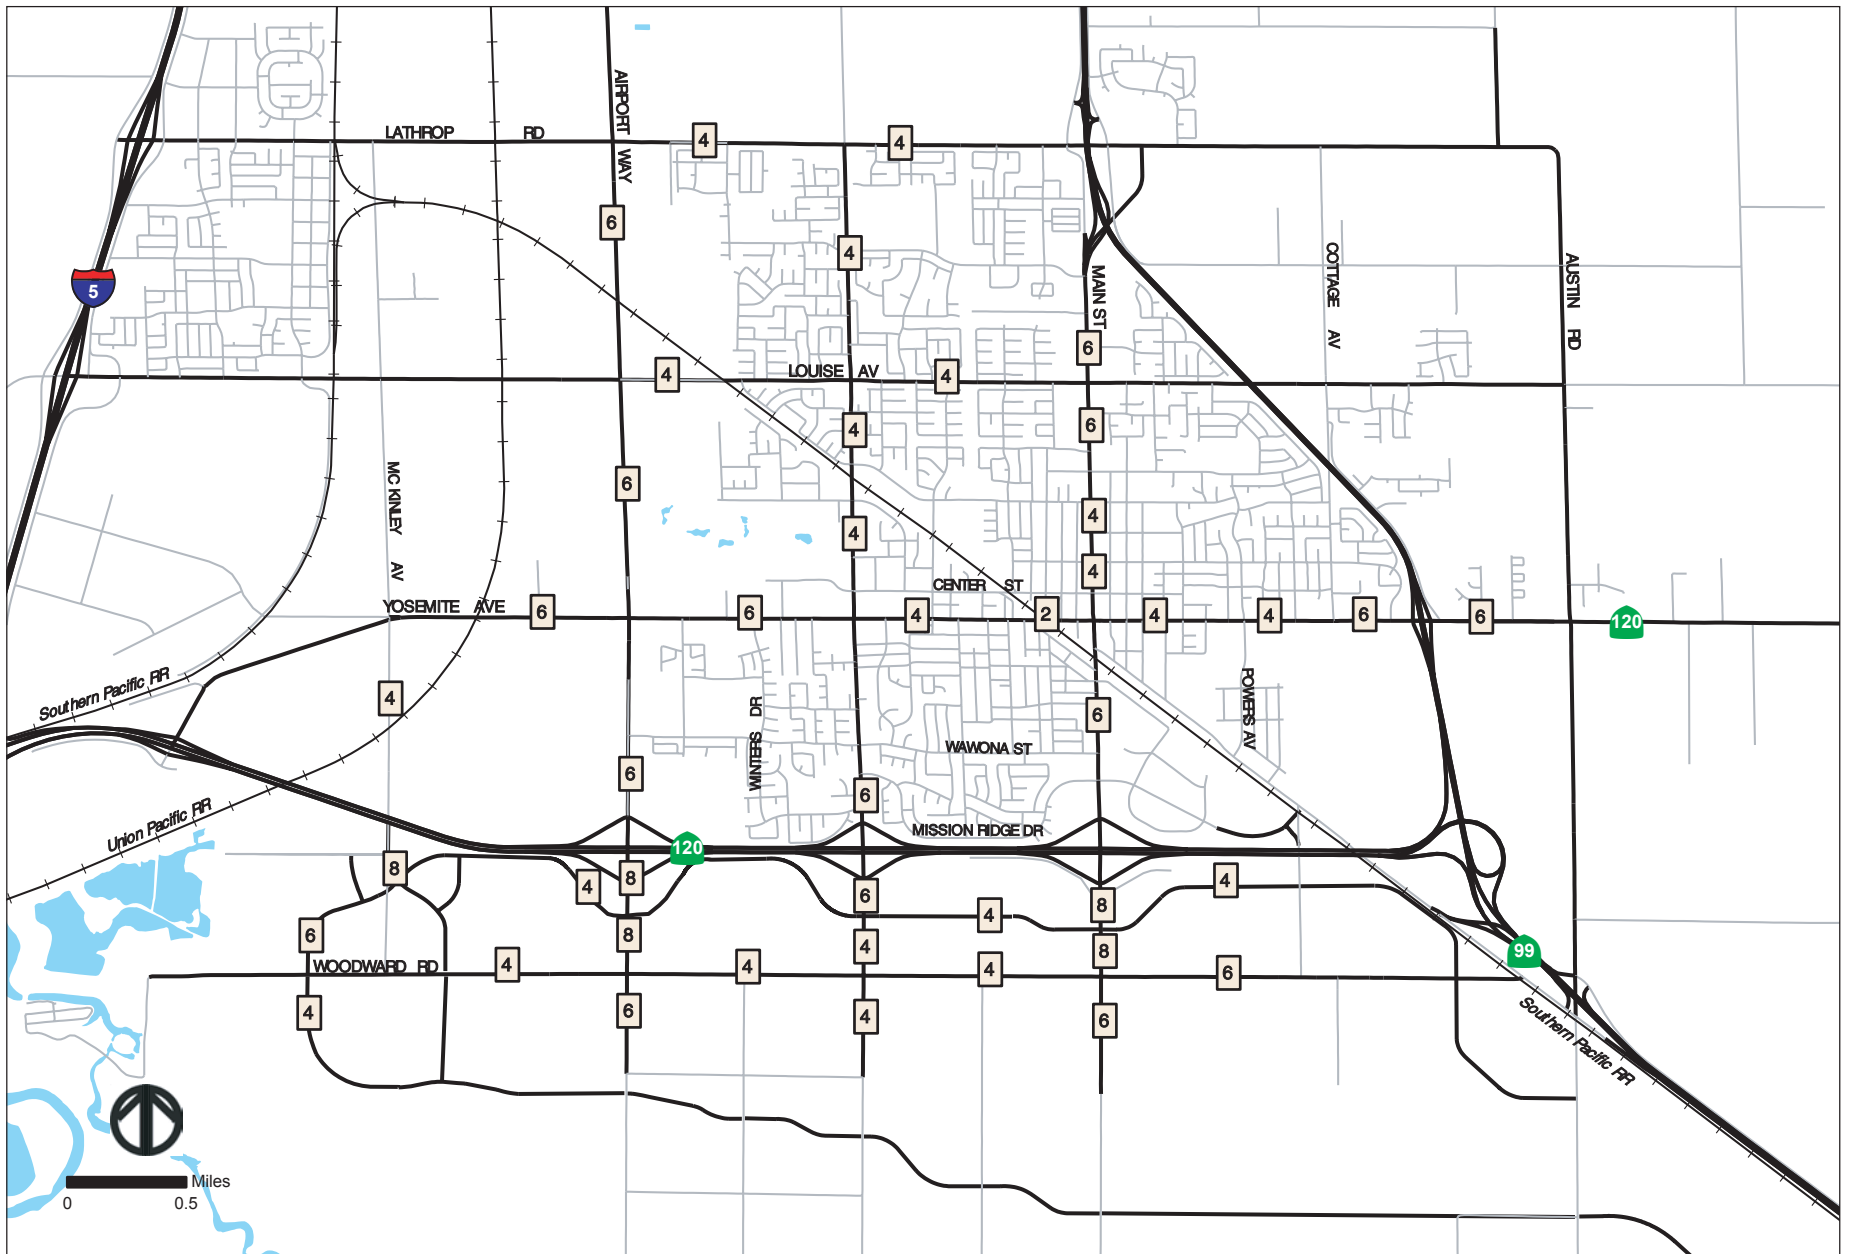 LATHROP RD
AIRPORT WAY
4
4
6
4
5
MAIN ST
COTTAGE AV
AUSTIN RD
6
4
LOUISE AV
4
4
6
MC KINLEY AV
6
4
4
4
CENTER ST
YOSEMITE AVE
6
6
4
2
4
4
6
6
120
Southern Pacific RR
4
WINTERS DR
POWERS AV
6
WAWONA ST
6
6
Union Pacific RR
MISSION RIDGE DR
120
8
4
8
6
4
8
6
8
4
4
8
99
WOODWARD RD
4
4
4
6
4
6
4
6
Southern Pacific RR
Miles
0 0.5